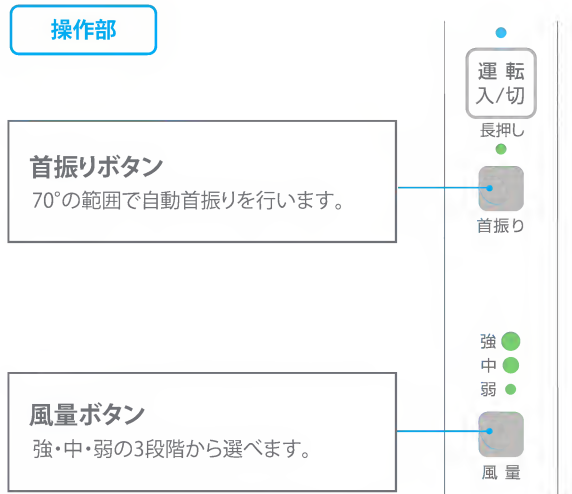 操作部
運 転
入/切
長押し
首振りボタン
70°の範囲で自動首振りを行います。
首振り
強
中
弱
風量ボタン
強・中・弱の3段階から選べます。
風 量